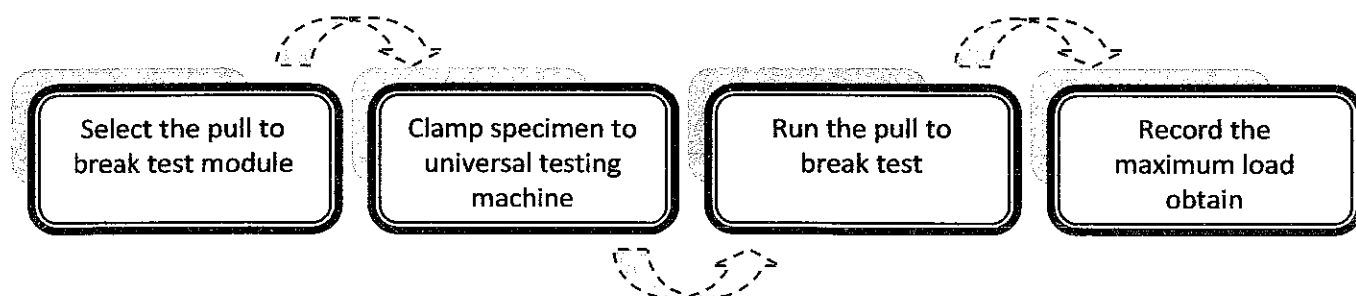 Select the pull to
break test module
Clamp specimen to
universal testing
machine
Run the pull to
break test
Record the
maximum load
obtain